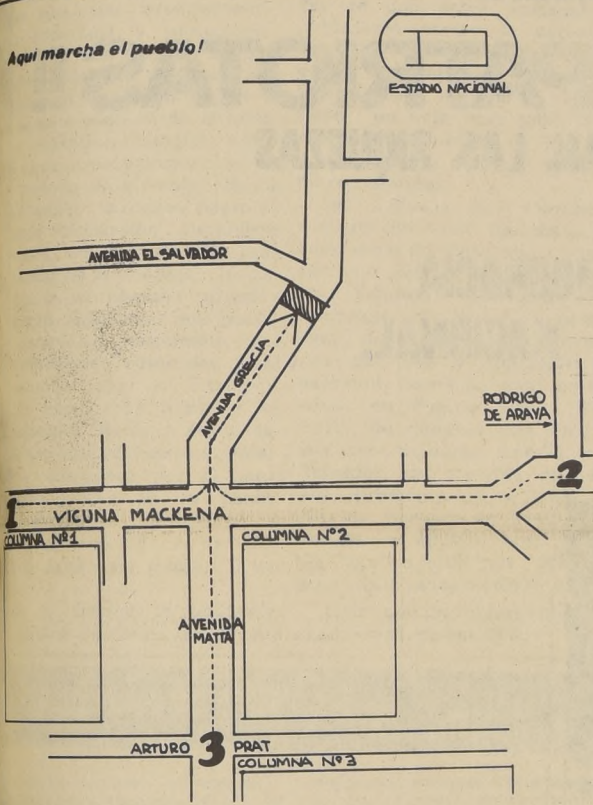 Aqui marcha el pueblo!
ESTADIO NACIONAL
AVENIDA EL SALVADOR
AVENIDA GRECIA
RODRIGO
DE ARAYA
1
2
VICUNA MACKENA
COLUMNA Nº1
COLUMNA Nº2
AVENIDA
MATTA
ARTURO 3 PRAT
COLUMNA Nº3